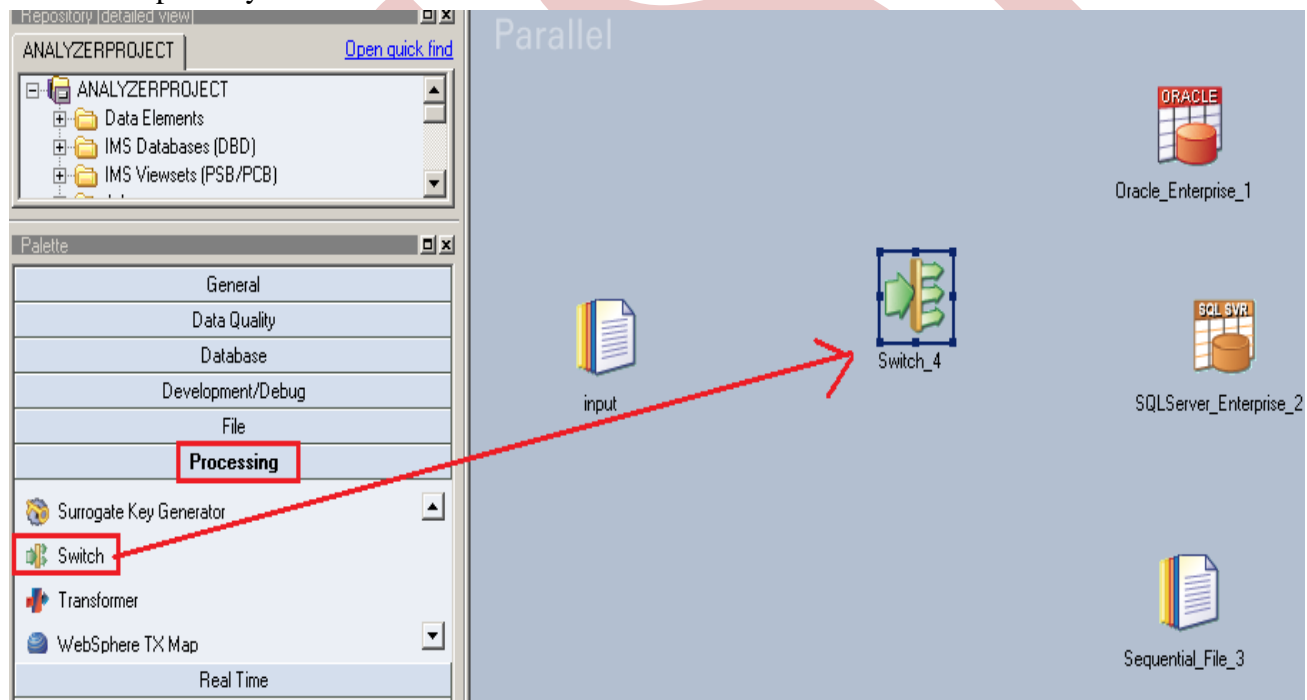 Repository (detailed view)
ANALYZERPROJECT
Open quick find
ANALYZERPROJECT
Data Elements
IMS Databases (DBD)
IMS Viewsets (PSB/PCB)
Palette
General
Data Quality
Database
Development/Debug
File
Processing
Surrogate Key Generator
Switch
Transformer
WebSphere TX Map
Real Time
Parallel
ORACLE
Oracle_Enterprise_1
input
Switch_4
SQL SVR
SQLServer_Enterprise_2
Sequential_File_3